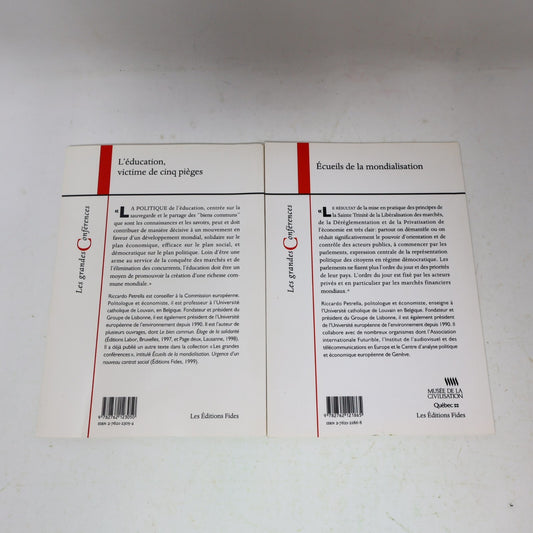 L'éducation,
victime de cinq pièges
« LA POLITIQUE de l'éducation, centrée sur la
sauvegarde et le partage des "biens communs"
que sont les connaissances et les savoirs, peut et doit
contribuer de manière décisive à un mouvement en
faveur d'un développement mondial, solidaire sur le
plan économique, efficace sur le plan social, et
démocratique sur le plan politique. Loin d'être une
arme au service de la conquête des marchés et de
l'élimination des concurrents, l'éducation doit être un
moyen de promouvoir la création d'une richesse com-
mune mondiale. »
Riccardo Petrella est conseiller à la Commission européenne.
Politologue et économiste, il est professeur à l'Université
catholique de Louvain, en Belgique. Fondateur et président du
Groupe de Lisbonne, il est également président de l'Université
européenne de l'environnement depuis 1990. Il est l'auteur de
plusieurs ouvrages, dont Le bien commun. Éloge de la solidarité
(Éditions Labor, Bruxelles, 1997, et Page deux, Lausanne, 1998).
Il a déjà publié un autre texte dans la collection «Les grandes
conférences», intitulé Écueils de la mondialisation. Urgence d'un
nouveau contrat social (Éditions Fides, 1999).
Les grandes Conférences
9 782762 123050
ISBN 2-7621-2305-2
Les Éditions Fides
Écueils de la mondialisation
« LE RÉSULTAT de la mise en pratique des principes de
la Sainte Trinité de la Libéralisation des marchés,
de la Déréglementation et de la Privatisation de
l'économie est très clair: partout on démantille ou on
réduit significativement le pouvoir d'orientation et de
contrôle des acteurs publics, à commencer par les
parlements, expression centrale de la représentation
politique des citoyens en régime démocratique. Les
parlements ne fixent plus l'ordre du jour et des priorités
de leur pays. L'ordre du jour est fixé par les acteurs
privés et en particulier par les marchés financiers
mondiaux. »
Riccardo Petrella, politologue et économiste, enseigne à
l'Université catholique de Louvain en Belgique. Fondateur et
président du Groupe de Lisbonne, il est également président
de l'Université européenne de l'environnement depuis 1990. Il
collabore avec de nombreux organismes dont l'Association
internationale Futurible, l'Institut de l'audiovisuel et des
télécommunications en Europe et le Centre d'analyse politique
et économique européenne de Genève.
Les grandes Conférences
9 782762 121865
ISBN 2-7621-2186-6
MUSÉE DE LA
CIVILISATION
Québec
Les Éditions Fides